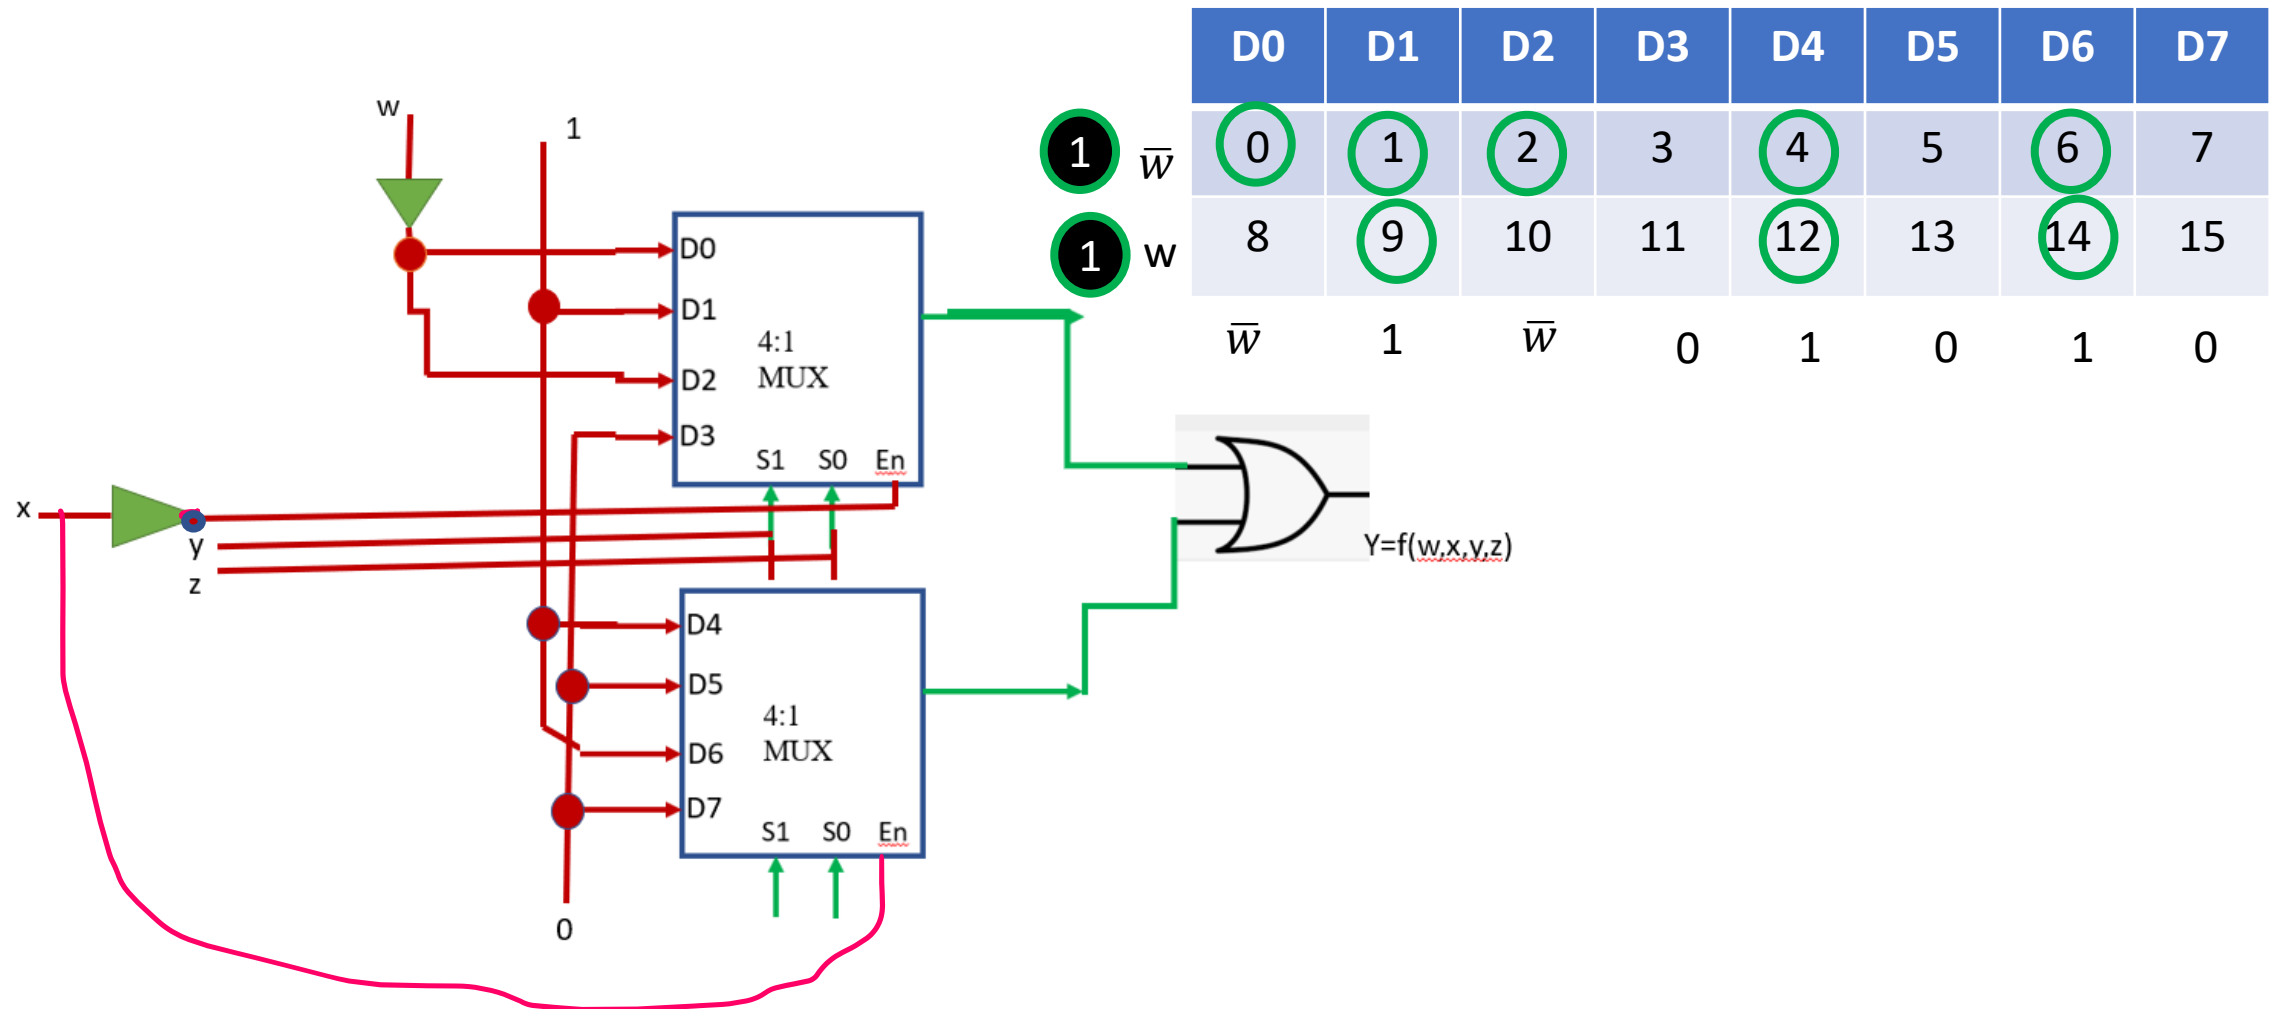 D0 D1 D2 D3 D4 D5 D6 D7
1 w̅ 0 1 2 3 4 5 6 7
1 w 8 9 10 11 12 13 14 15
w̅ 1 w̅ 0 1 0 1 0
w
1
D0
D1
4:1
MUX
D2
D3
S1 S0 En
x
y
z
Y=f(w,x,y,z)
D4
D5
4:1
MUX
D6
D7
S1 S0 En
0